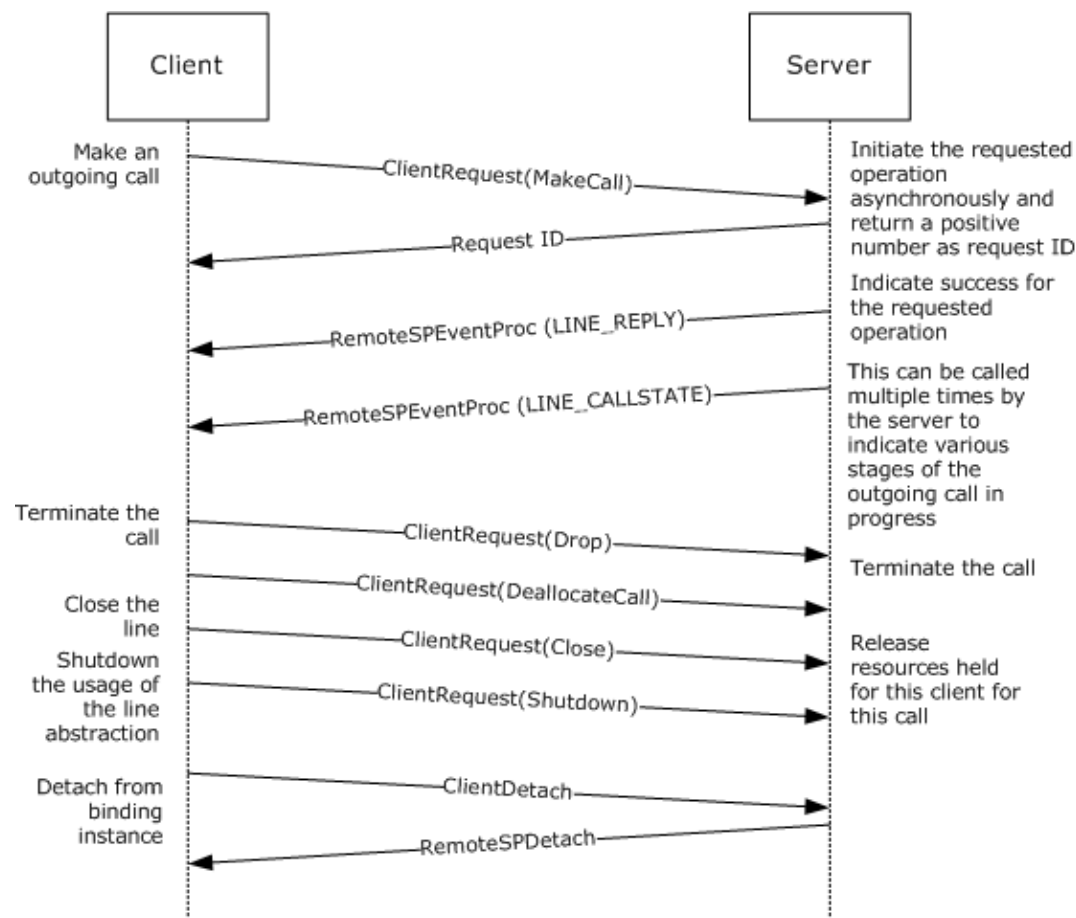 Client
Server
Make an
outgoing call
ClientRequest(MakeCall)
Initiate the requested
operation
asynchronously and
return a positive
number as request ID
Request ID
Indicate success for
the requested
operation
RemoteSPEventProc (LINE_REPLY)
This can be called
multiple times by
the server to
indicate various
stages of the
outgoing call in
progress
RemoteSPEventProc (LINE_CALLSTATE)
Terminate the
call
ClientRequest(Drop)
Terminate the call
ClientRequest(DeallocateCall)
Close the
line
ClientRequest(Close)
Release
resources held
for this client for
this call
Shutdown
the usage of
the line
abstraction
ClientRequest(Shutdown)
Detach from
binding
instance
ClientDetach
RemoteSPDetach